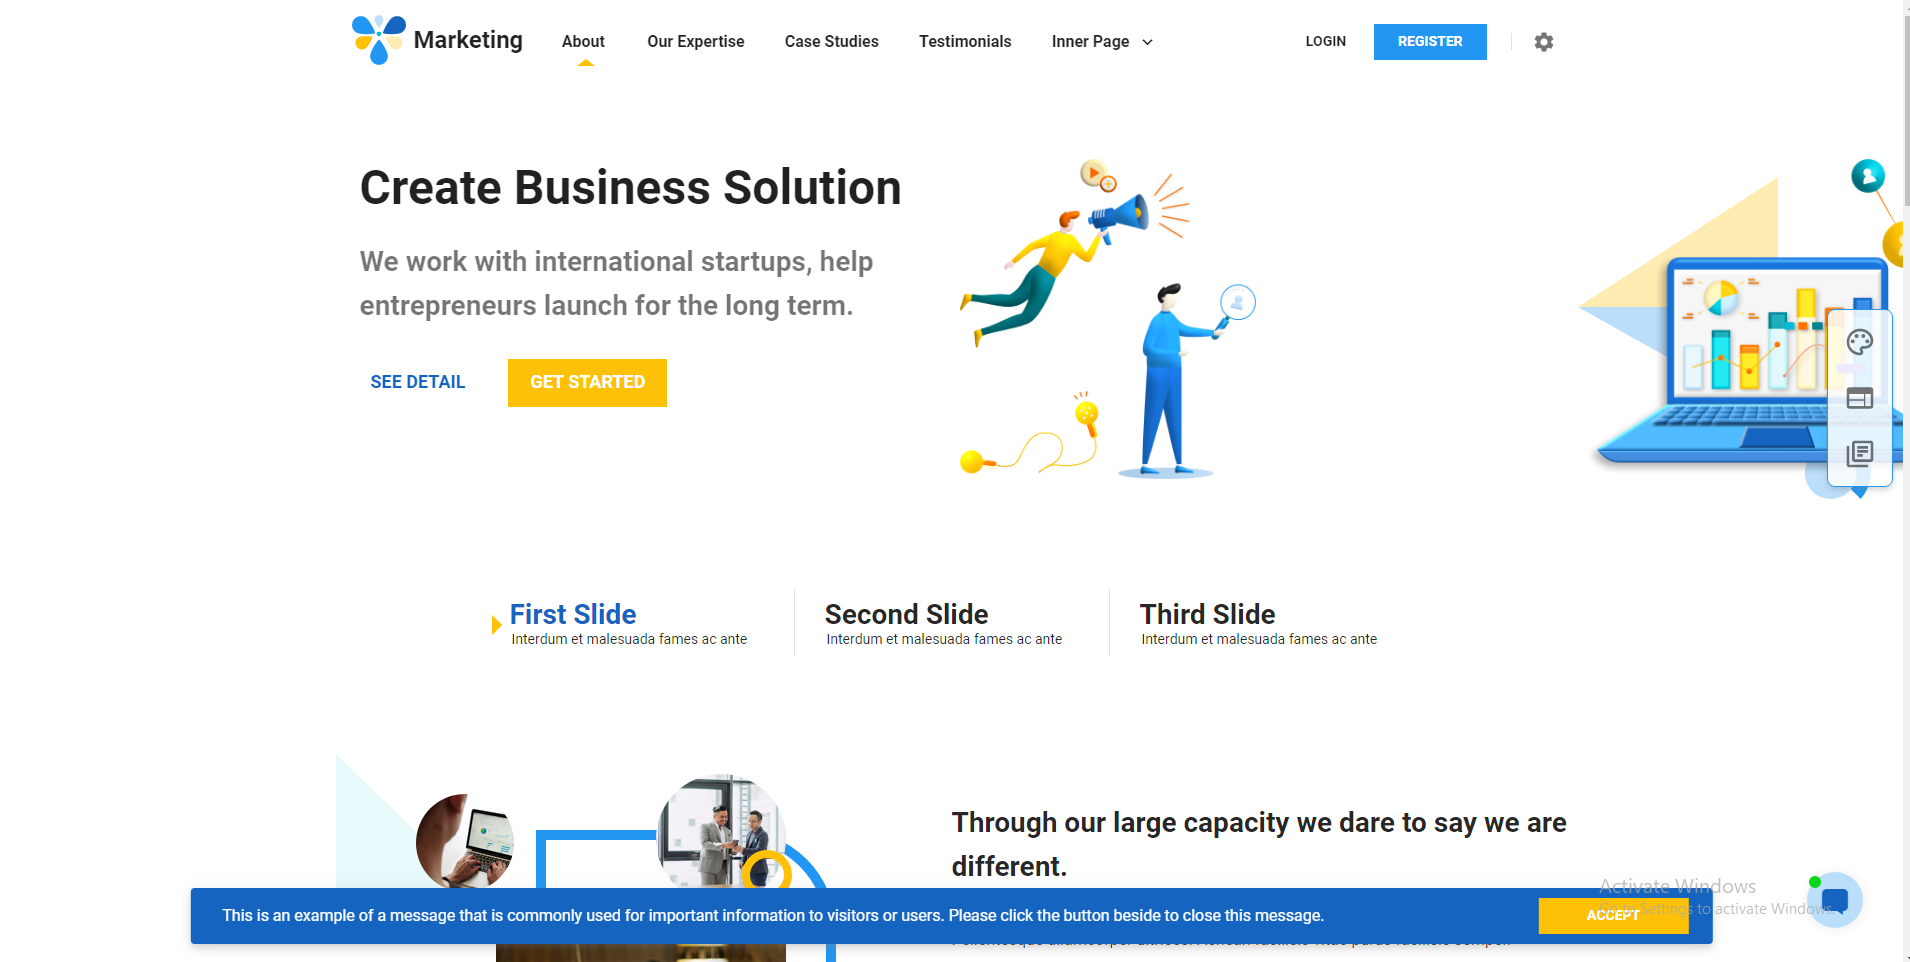 Marketing
About
Our Expertise
Case Studies
Testimonials
Inner Page
LOGIN
REGISTER
Create Business Solution
We work with international startups, help
entrepreneurs launch for the long term.
SEE DETAIL
GET STARTED
First Slide
Interdum et malesuada fames ac ante
Second Slide
Interdum et malesuada fames ac ante
Third Slide
Interdum et malesuada fames ac ante
Through our large capacity we dare to say we are
different.
This is an example of a message that is commonly used for important information to visitors or users. Please click the button beside to close this message.
ACCEPT
Activate Windows
Go to Settings to activate Windows.